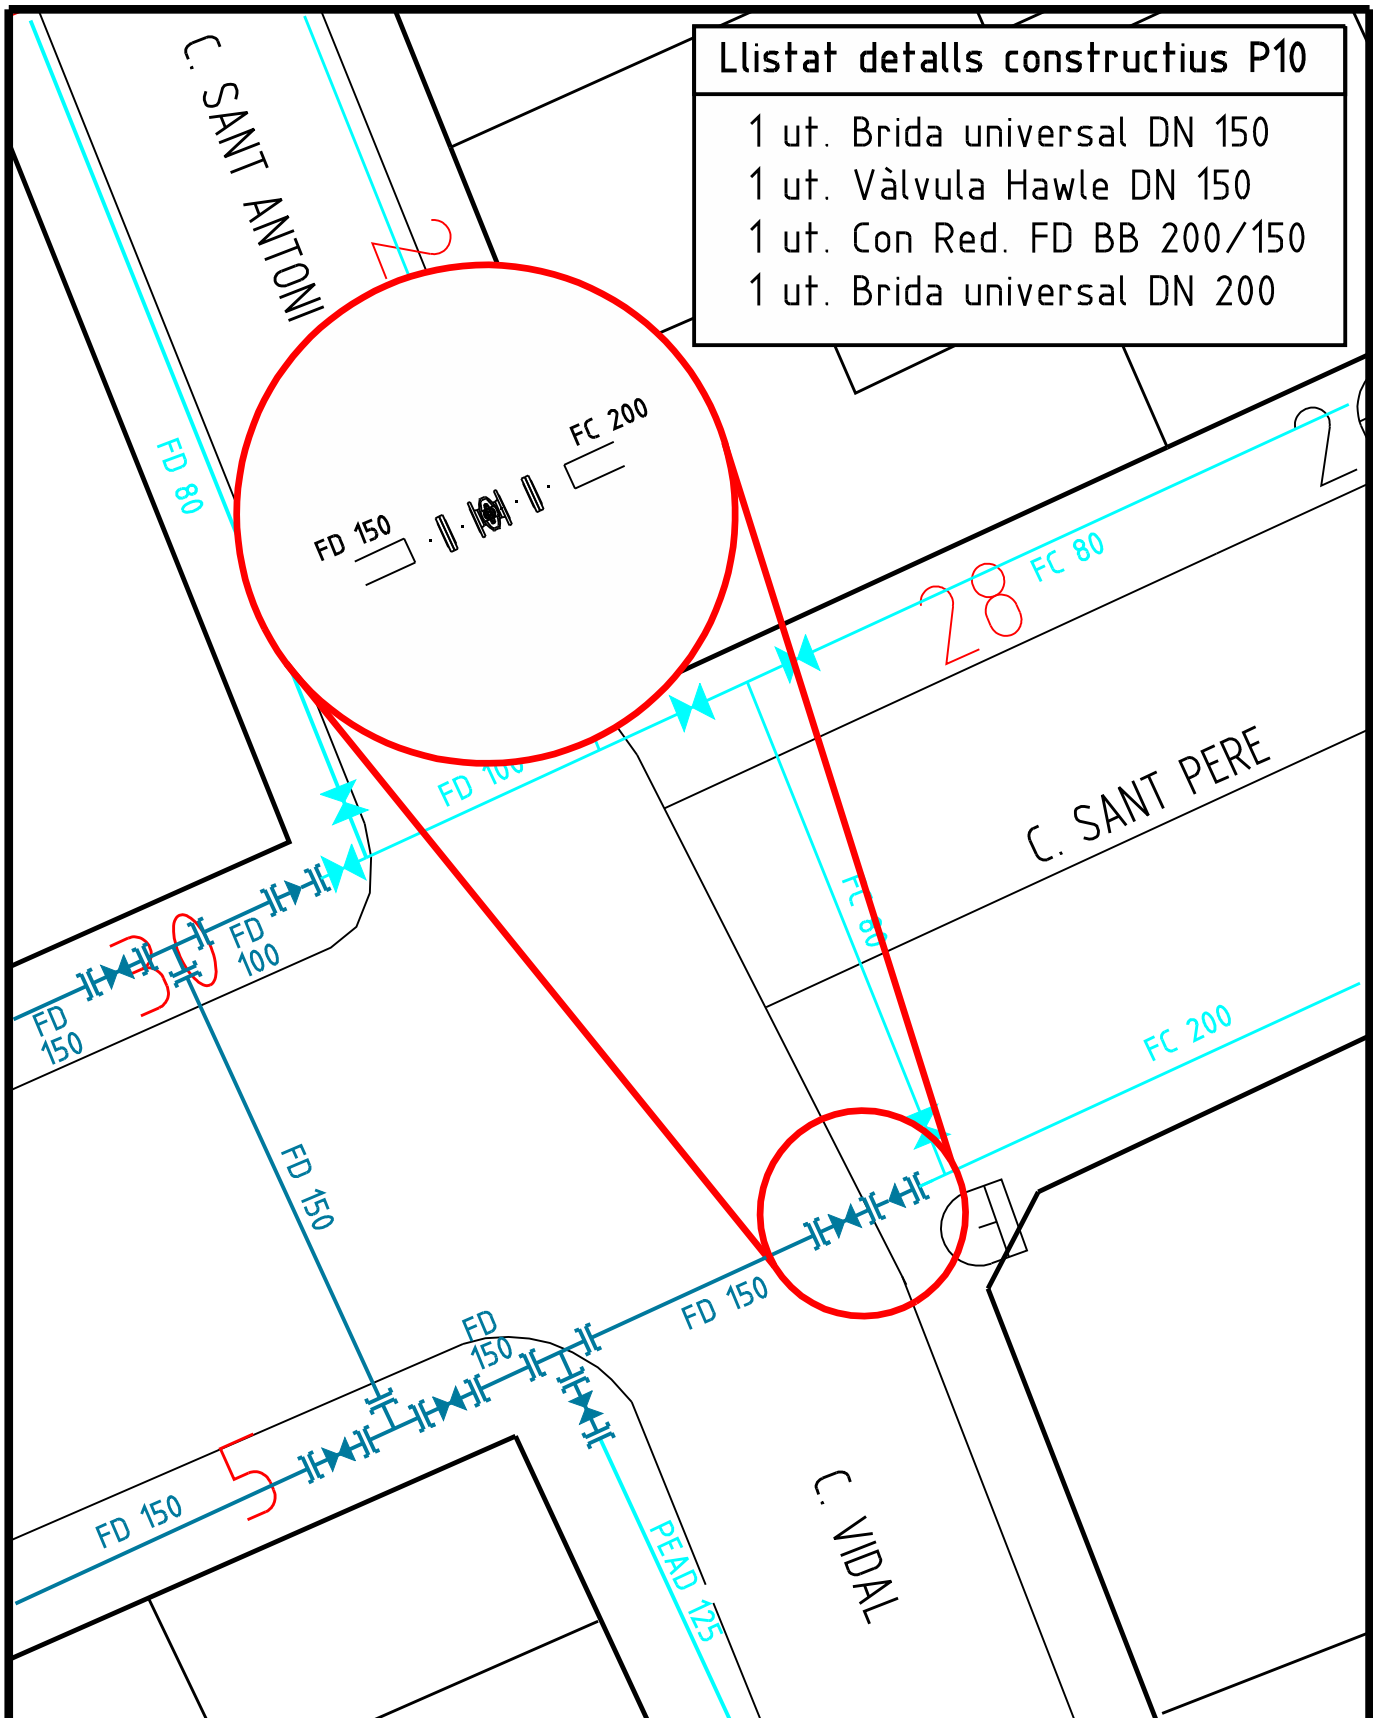 Llistat detalls constructius P10
1 ut. Brida universal DN 150
1 ut. Vàlvula Hawle DN 150
1 ut. Con Red. FD BB 200/150
1 ut. Brida universal DN 200
C. SANT ANTONI
2
FD 80
FC 200
FD 150
28
FC 80
FD 100
C. SANT PERE
FC 80
30
FD
100
FD
150
FC 200
FD 150
FD 150
FD
150
5
FD 150
PEAD 125
C. VIDAL